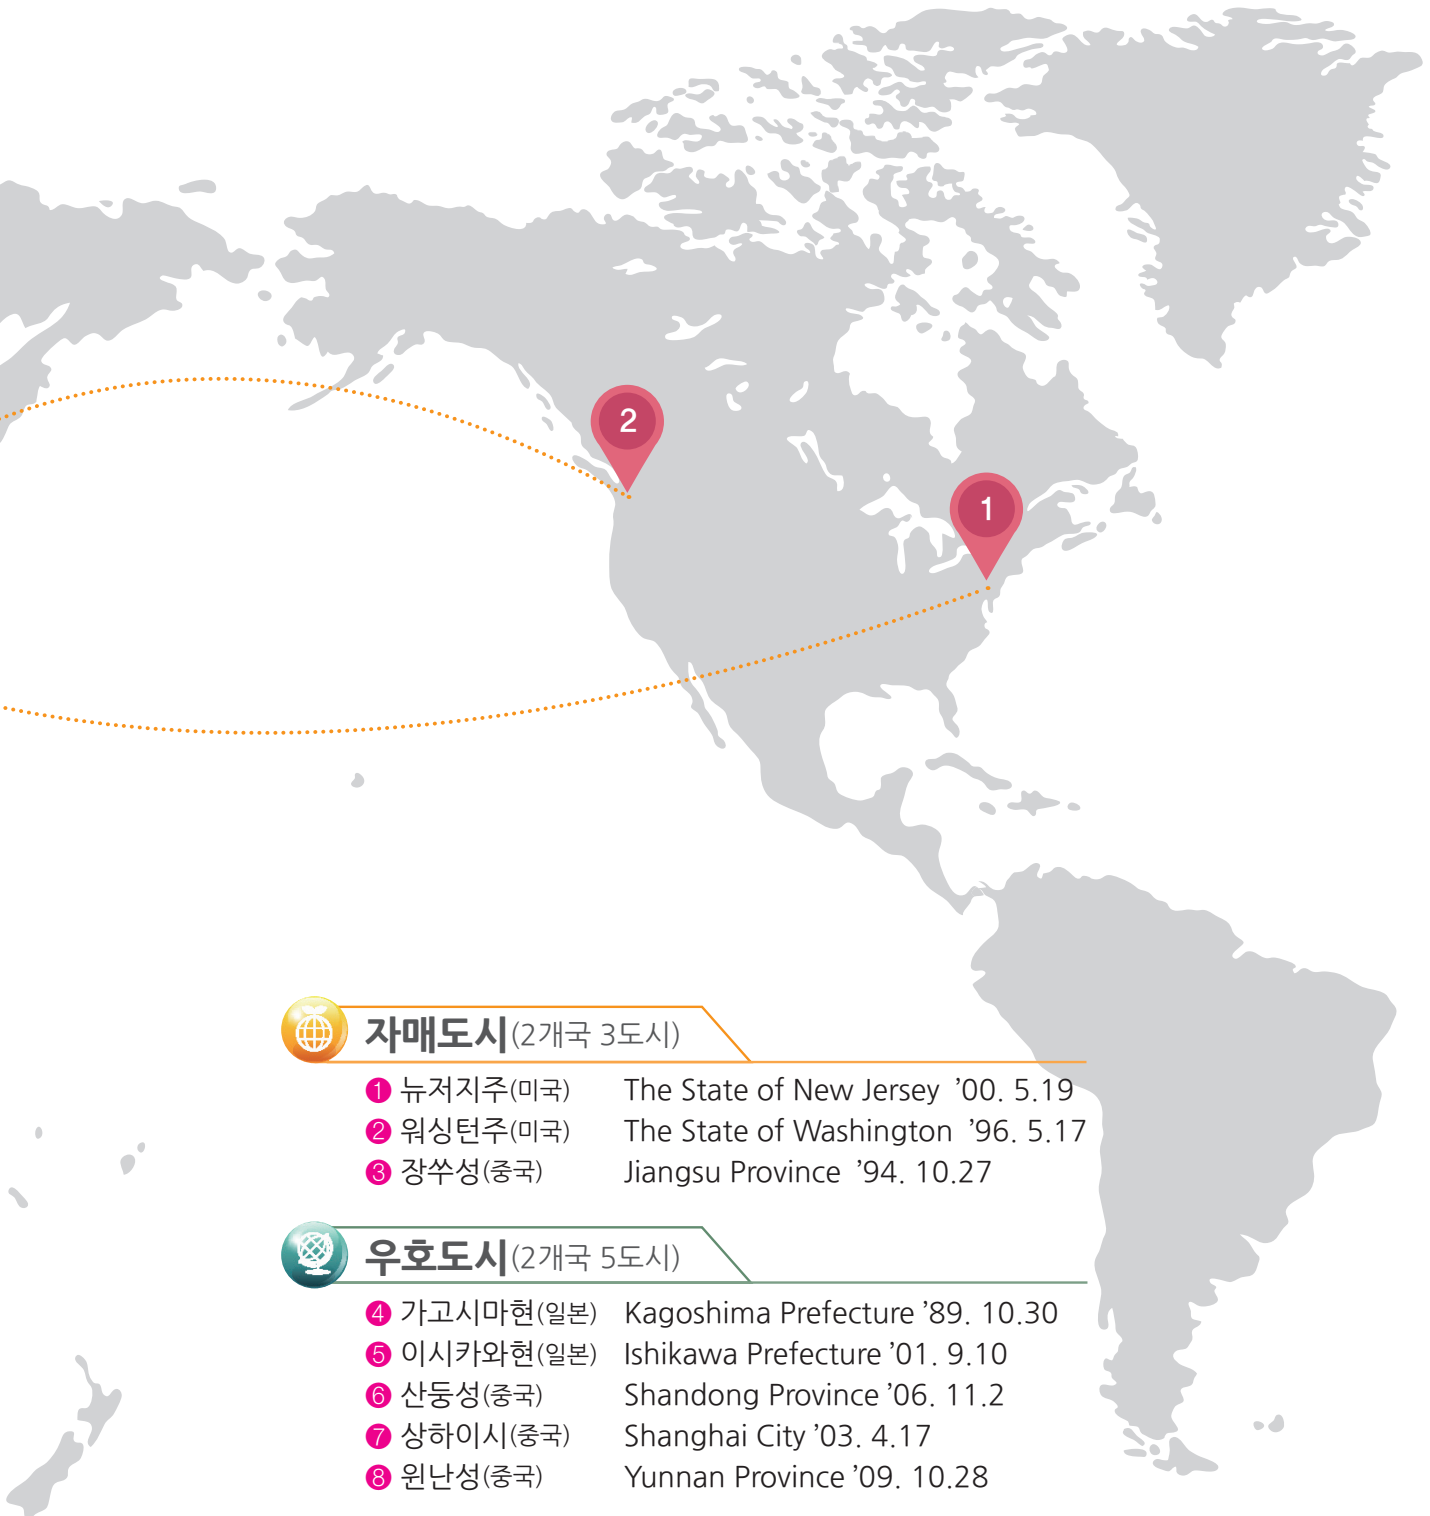 2
1
자매도시(2개국 3도시)
❶ 뉴저지주(미국) The State of New Jersey ’00. 5.19
❷ 워싱턴주(미국) The State of Washington ’96. 5.17
❸ 장쑤성(중국) Jiangsu Province ’94. 10.27
우호도시(2개국 5도시)
❹ 가고시마현(일본) Kagoshima Prefecture ’89. 10.30
❺ 이시카와현(일본) Ishikawa Prefecture ’01. 9.10
❻ 산둥성(중국) Shandong Province ’06. 11.2
❼ 상하이시(중국) Shanghai City ’03. 4.17
❽ 윈난성(중국) Yunnan Province ’09. 10.28